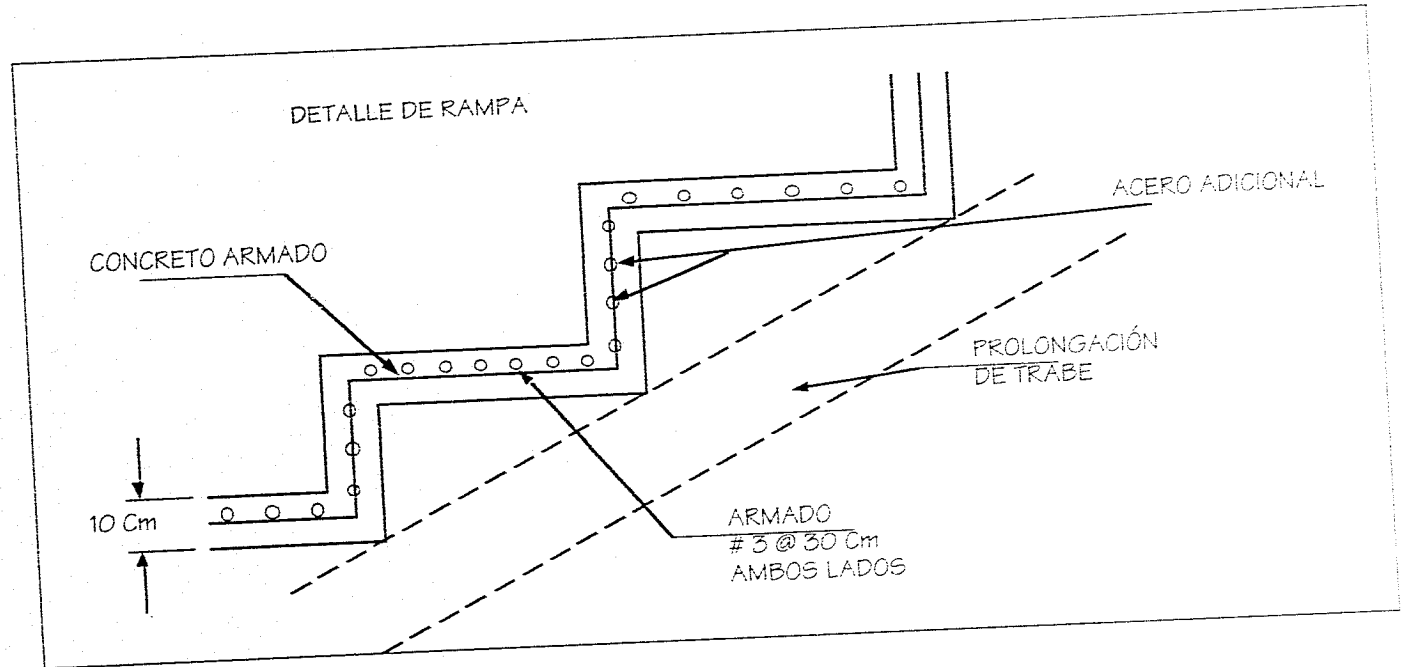 DETALLE DE RAMPA
ACERO ADICIONAL
CONCRETO ARMADO
PROLONGACIÓN
DE TRABE
10 Cm
ARMADO
# 3 @ 30 Cm
AMBOS LADOS